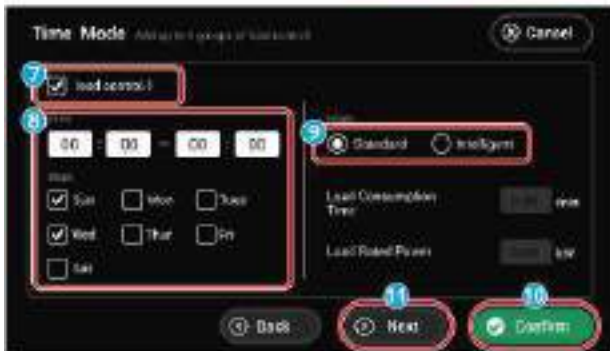 Time Mode Cancel
7 load control-1
8
00 : 00 — 00 : 00
Sun Mon Tues
Wed Thur Fri
Sat
9 Standard Intelligent
Load Consumption Time min
Load Rated Power kW
11 10
Back Next Confirm